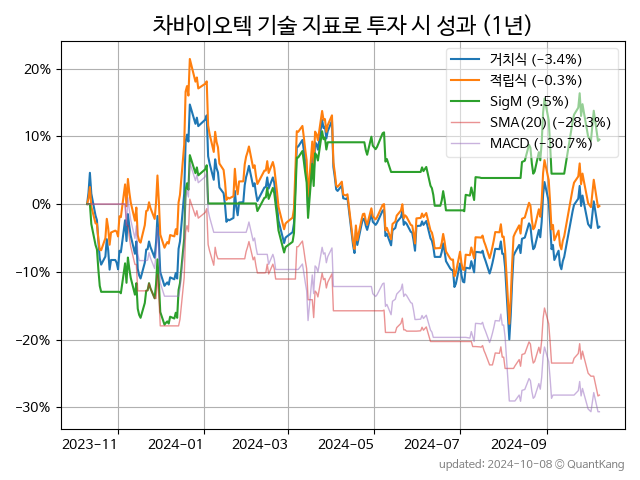 차바이오텍 기술 지표로 투자 시 성과 (1년)
거치식 (−3.4%)
적립식 (−0.3%)
SigM (9.5%)
SMA(20) (−28.3%)
MACD (−30.7%)
20%
10%
0%
−10%
−20%
−30%
2023−11 2024−01 2024−03 2024−05 2024−07 2024−09
updated: 2024-10-08 © QuantKang